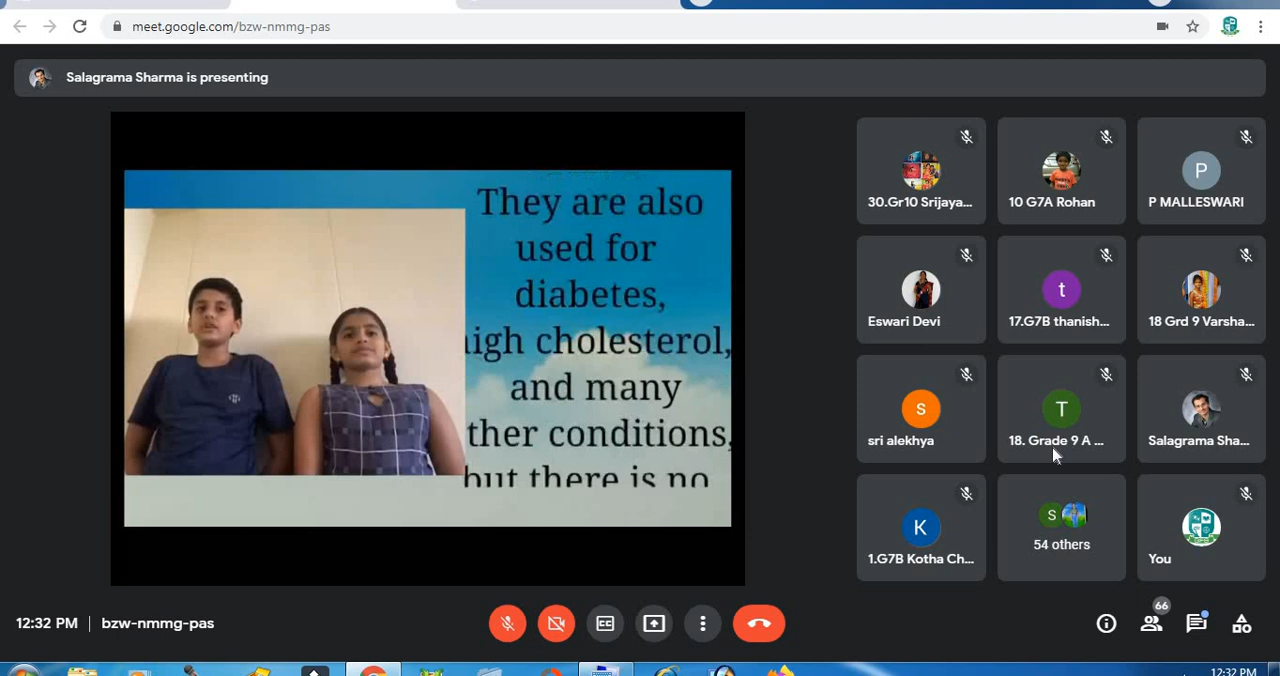 meet.google.com/bzw-nmmg-pas
Salagrama Sharma is presenting
They are also
used for
diabetes,
igh cholesterol,
and many
ther conditions,
but there is no
30.Gr10 Srijaya...
10 G7A Rohan
P
P MALLESWARI
Eswari Devi
t
17.G7B thanish...
18 Grd 9 Varsha...
s
sri alekhya
T
18. Grade 9 A ...
Salagrama Sha...
K
1.G7B Kotha Ch...
S
54 others
You
12:32 PM | bzw-nmmg-pas
66
12:32 PM